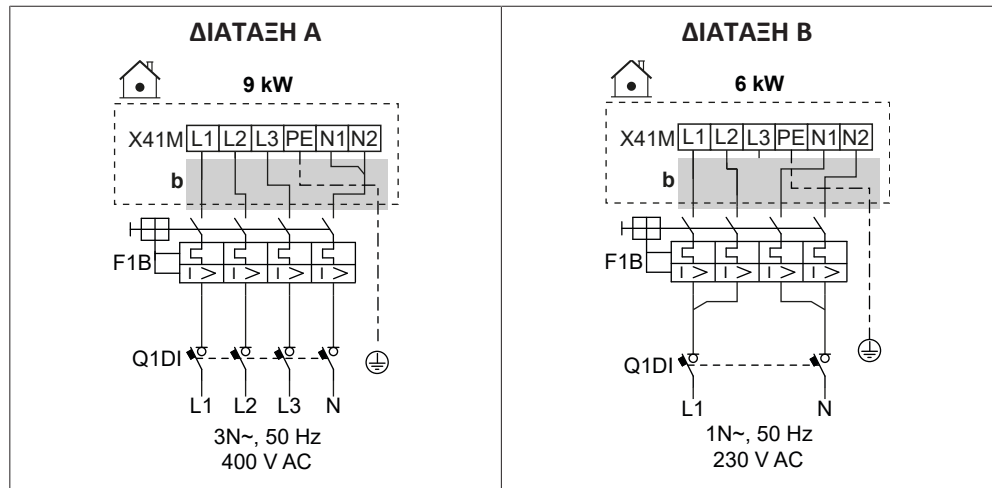 ΔΙΑΤΑΞΗ Α
9 kW
X41M L1 L2 L3 PE N1 N2
b
F1B
I > I > I > I >
Q1DI
L1 L2 L3 N
3N~, 50 Hz
400 V AC
ΔΙΑΤΑΞΗ Β
6 kW
X41M L1 L2 L3 PE N1 N2
b
F1B
I > I > I > I >
Q1DI
L1 N
1N~, 50 Hz
230 V AC